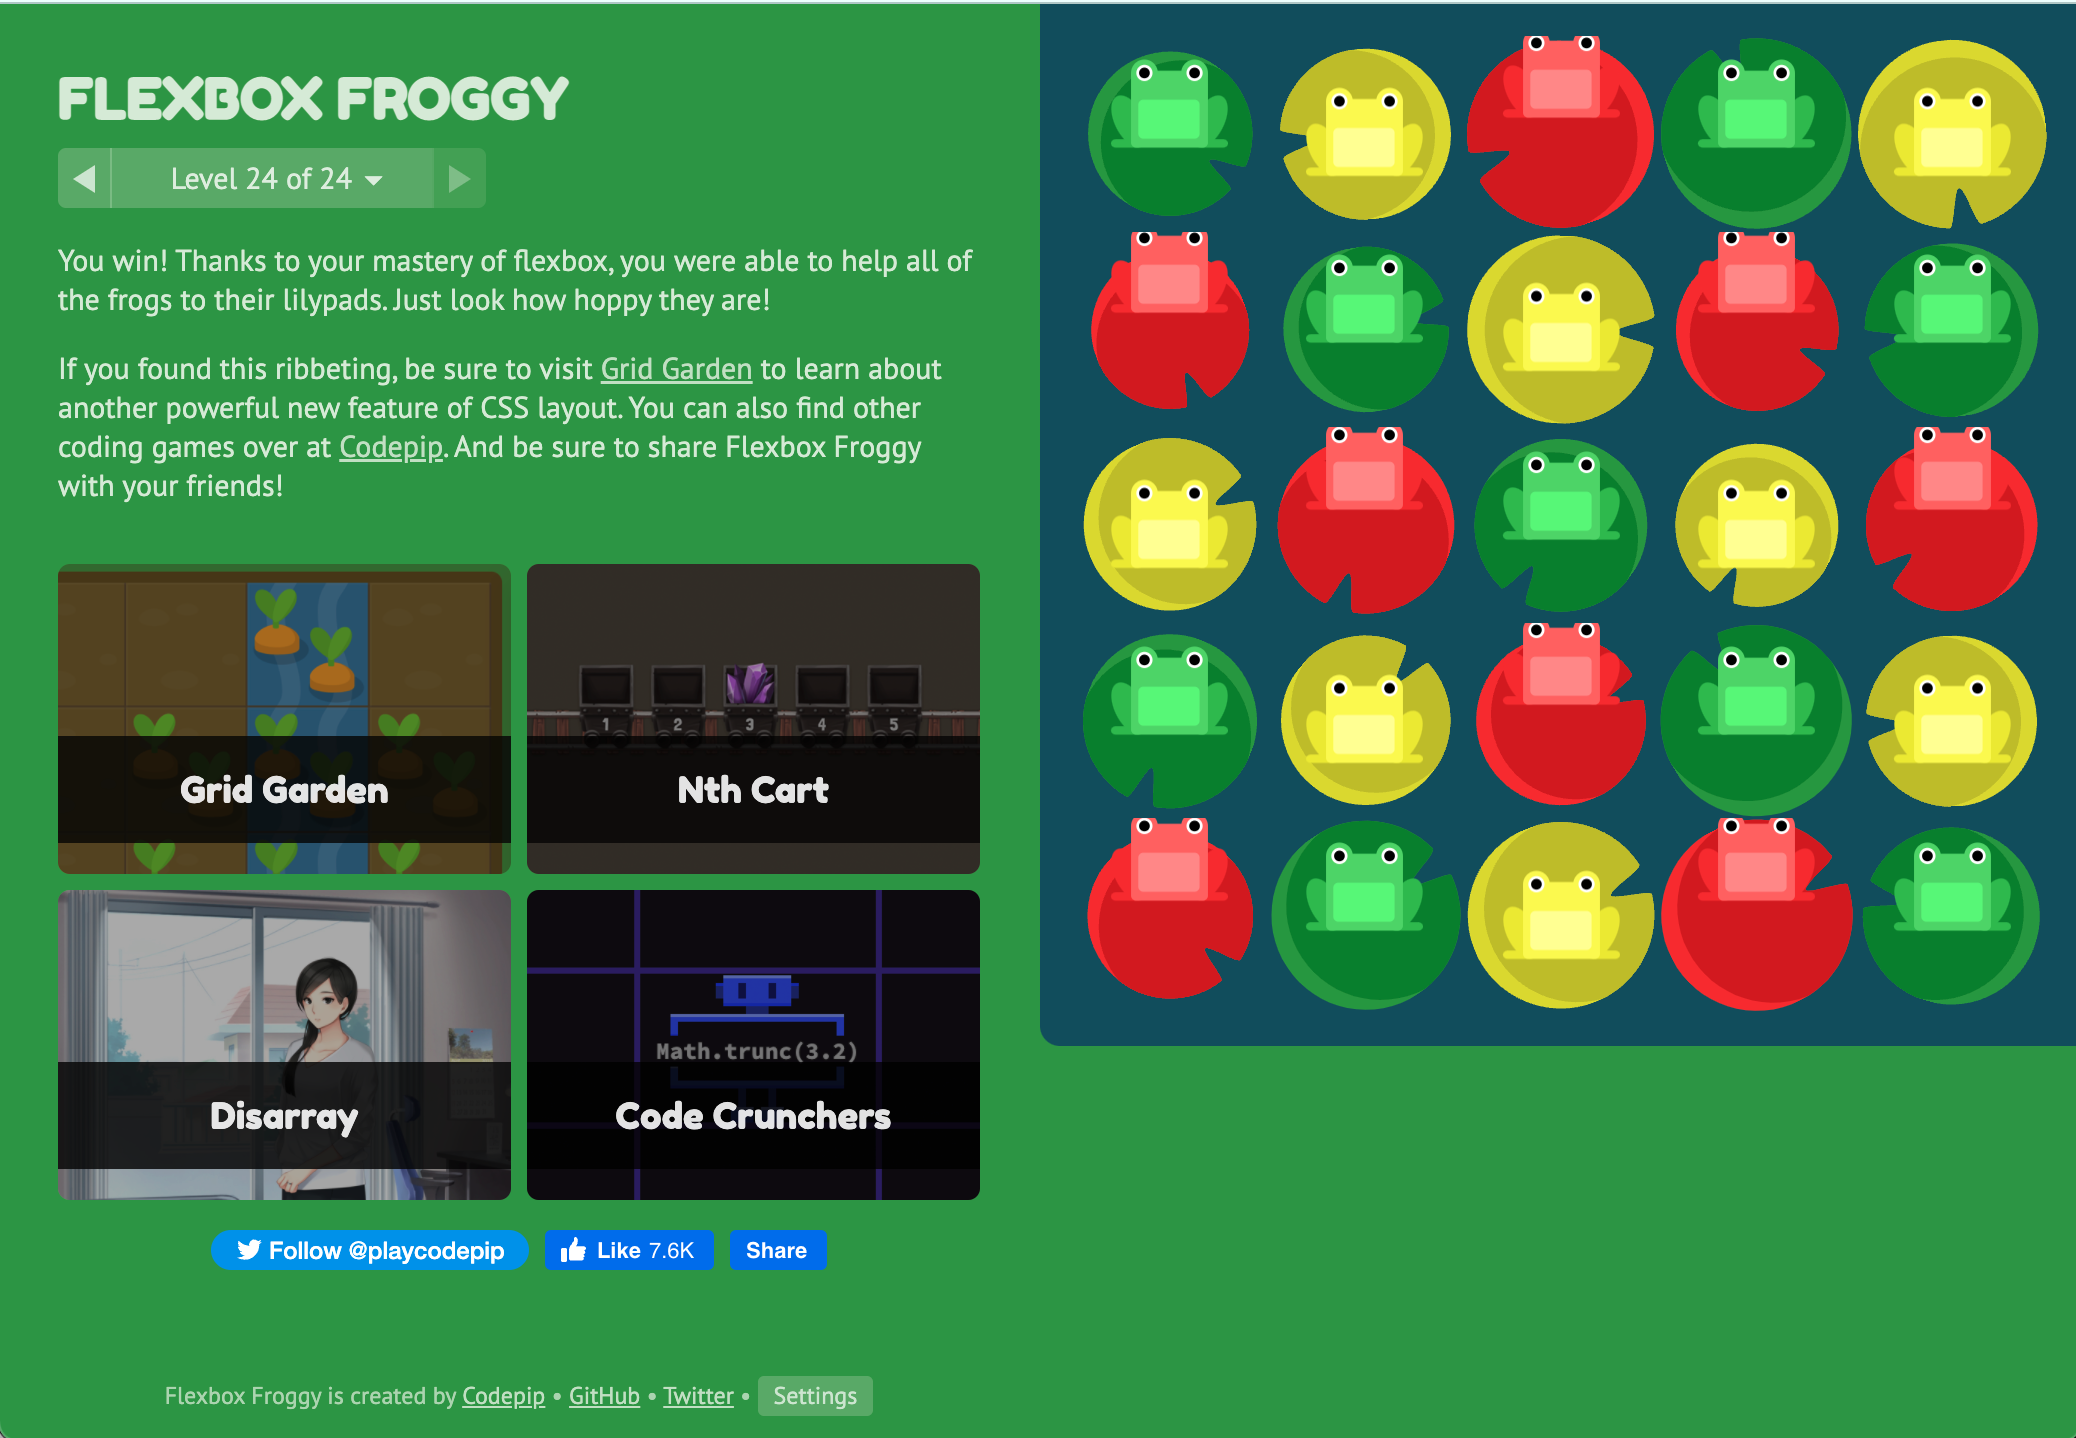 FLEXBOX FROGGY
Level 24 of 24
You win! Thanks to your mastery of flexbox, you were able to help all of
the frogs to their lilypads. Just look how hoppy they are!
If you found this ribbeting, be sure to visit Grid Garden to learn about
another powerful new feature of CSS layout. You can also find other
coding games over at Codepip. And be sure to share Flexbox Froggy
with your friends!
1 2 3 4 5
Grid Garden
Nth Cart
Math.trunc(3.2)
Disarray
Code Crunchers
Follow @playcodepip
Like 7.6K
Share
Flexbox Froggy is created by Codepip • GitHub • Twitter • Settings